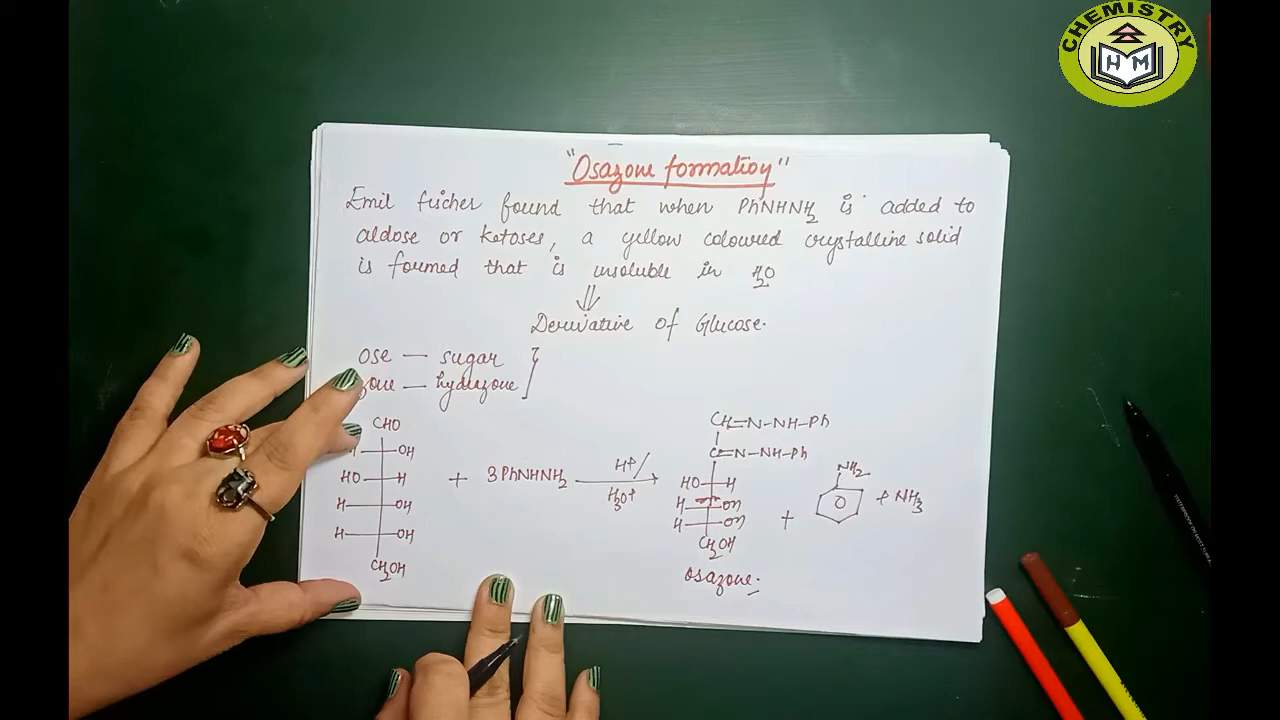 CHEMISTRY
HM
"Osazone formation"
Emil fischer found that when PhNHNH2 is added to
aldose or ketoses, a yellow coloured crystalline solid
is formed that is insoluble in H2O
⇓
Derivative of Glucose.
OSE — sugar
zone — hydrazone
CHO
H OH
HO H
H OH
H OH
CH2OH
+ 3PhNHNH2
H+/
H3O+
CH=N-NH-Ph
C=N-NH-Ph
HO H
H OH
H OH
CH2OH
osazone.
+
NH2
+ NH3